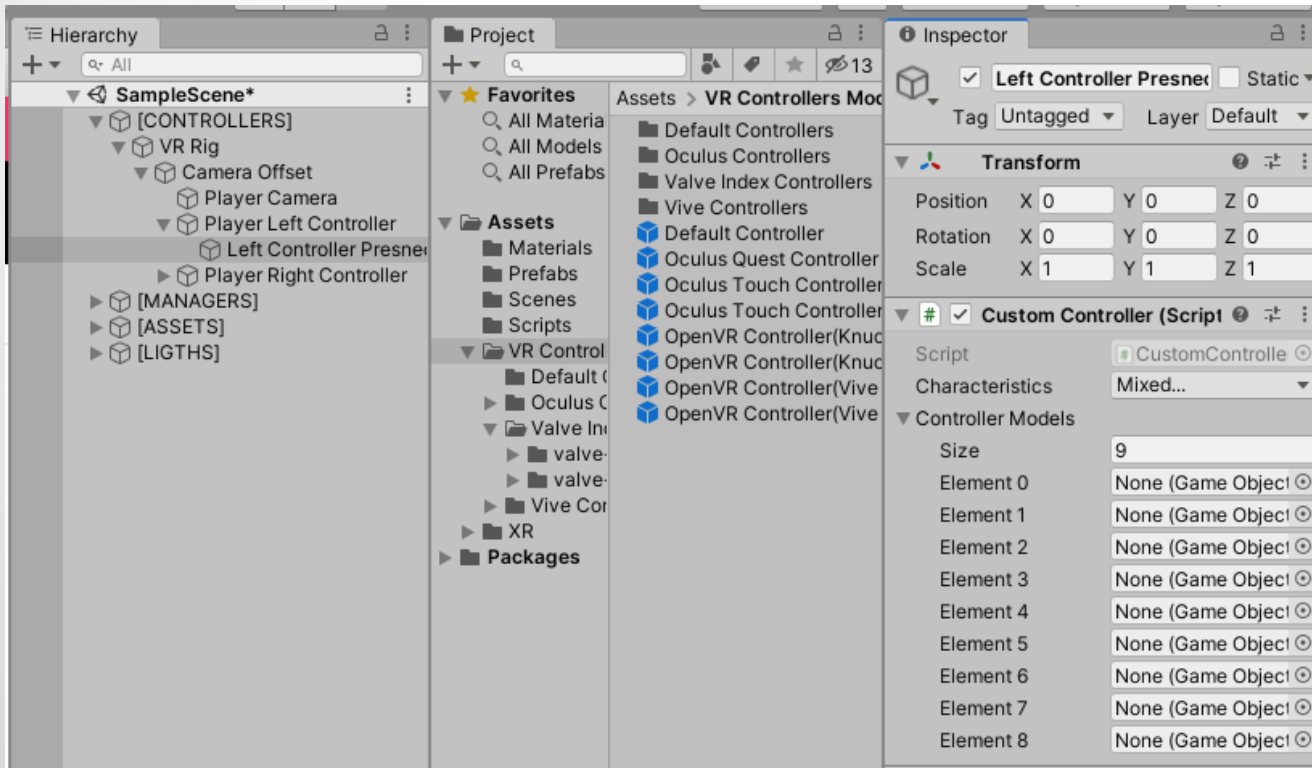 Hierarchy
All
SampleScene*
[CONTROLLERS]
VR Rig
Camera Offset
Player Camera
Player Left Controller
Left Controller Presne
Player Right Controller
[MANAGERS]
[ASSETS]
[LIGTHS]
Project
13
Favorites
All Materia
All Models
All Prefabs
Assets
Materials
Prefabs
Scenes
Scripts
VR Control
Default
Oculus
Valve In
valve-
valve-
Vive Cor
XR
Packages
Assets > VR Controllers Mod
Default Controllers
Oculus Controllers
Valve Index Controllers
Vive Controllers
Default Controller
Oculus Quest Controller
Oculus Touch Controller
Oculus Touch Controller
OpenVR Controller(Knuc
OpenVR Controller(Knuc
OpenVR Controller(Vive
OpenVR Controller(Vive
Inspector
Left Controller Presned Static
Tag Untagged Layer Default
Transform
Position X 0 Y 0 Z 0
Rotation X 0 Y 0 Z 0
Scale X 1 Y 1 Z 1
# Custom Controller (Script
Script # CustomControlle
Characteristics Mixed...
Controller Models
Size 9
Element 0 None (Game Object
Element 1 None (Game Object
Element 2 None (Game Object
Element 3 None (Game Object
Element 4 None (Game Object
Element 5 None (Game Object
Element 6 None (Game Object
Element 7 None (Game Object
Element 8 None (Game Object